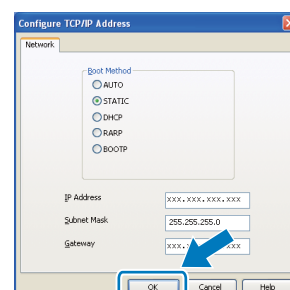 Configure TCP/IP Address
Network
Boot Method
AUTO
STATIC
DHCP
RARP
BOOTP
IP Address xxx.xxx.xxx.xxx
Subnet Mask 255.255.255.0
Gateway xxx.
OK Cancel Help